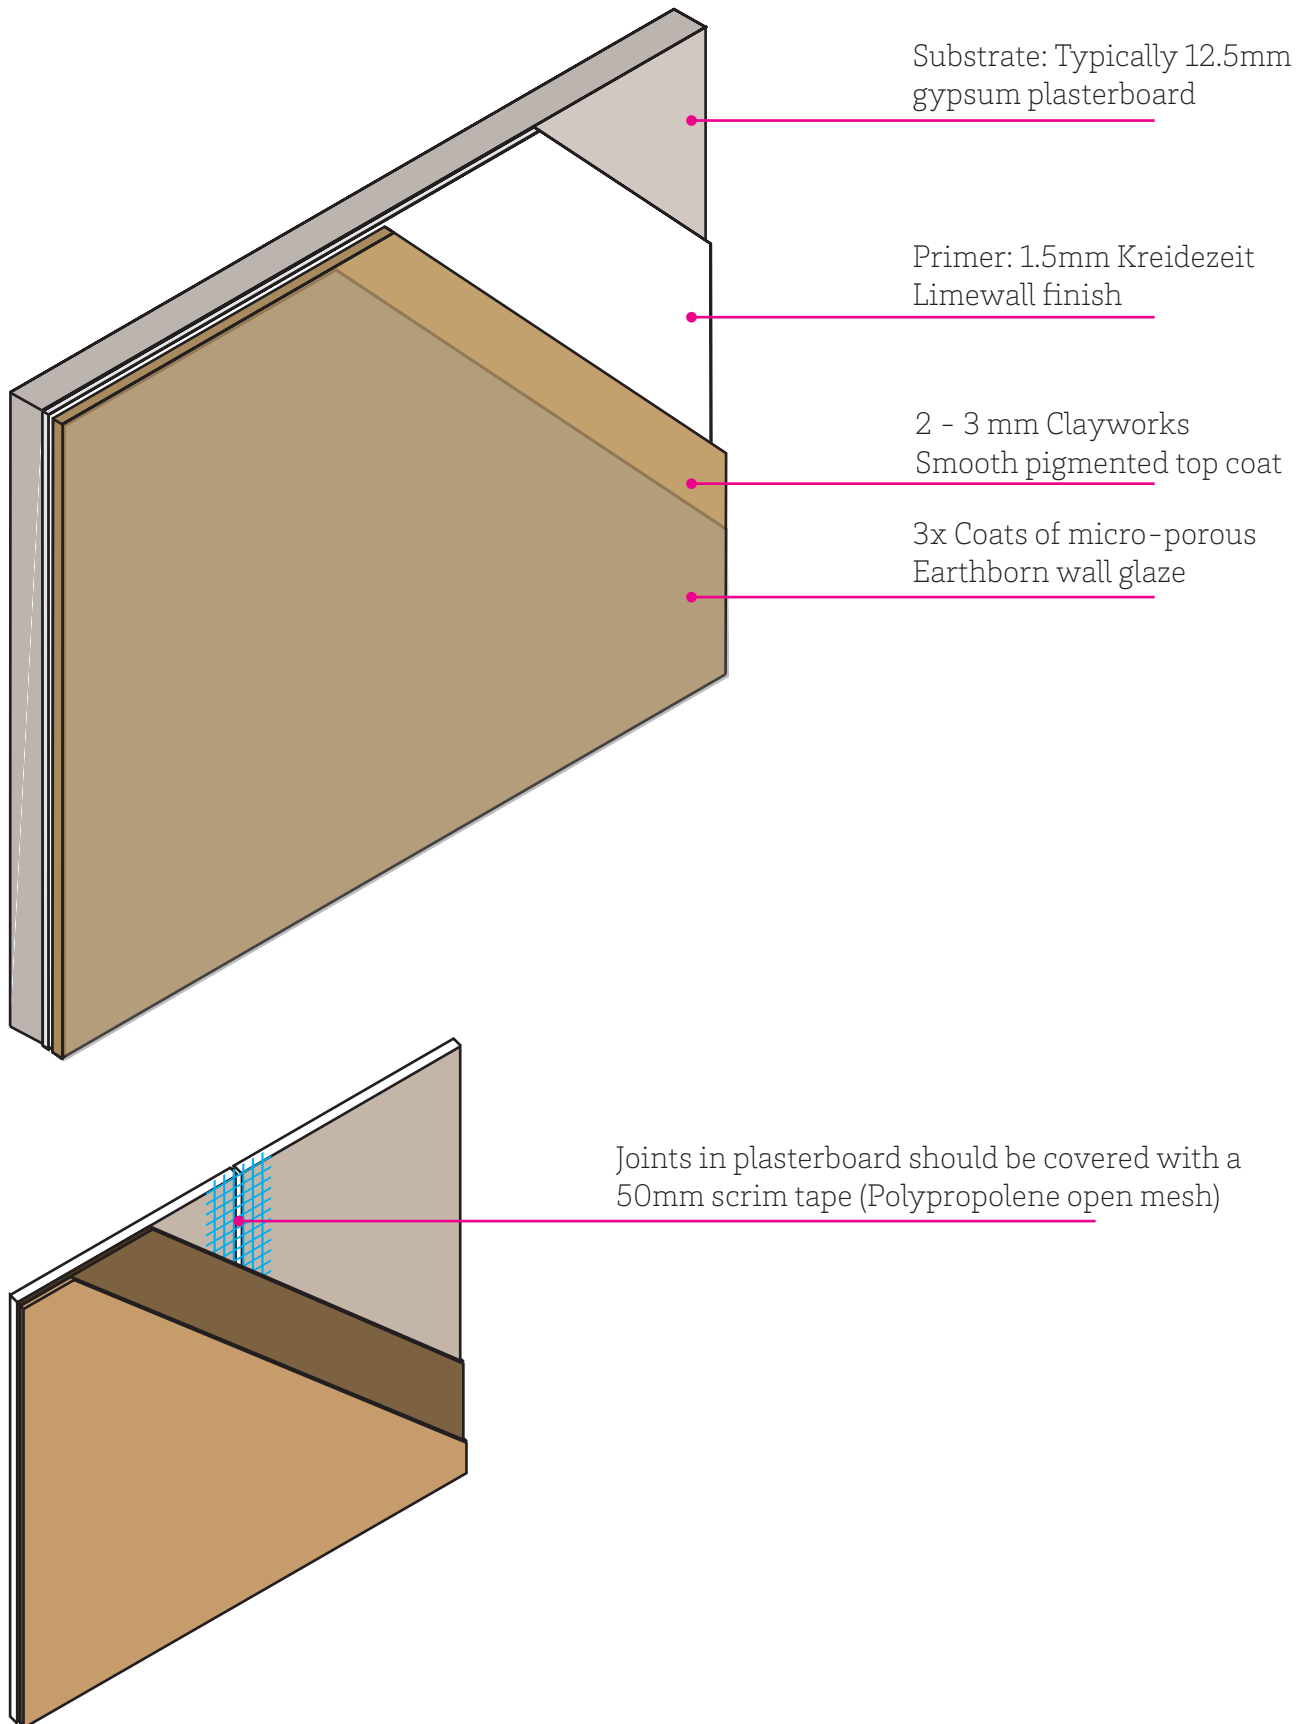 Substrate: Typically 12.5mm
gypsum plasterboard
Primer: 1.5mm Kreidezeit
Limewall finish
2 - 3 mm Clayworks
Smooth pigmented top coat
3x Coats of micro-porous
Earthborn wall glaze
Joints in plasterboard should be covered with a
50mm scrim tape (Polypropolene open mesh)